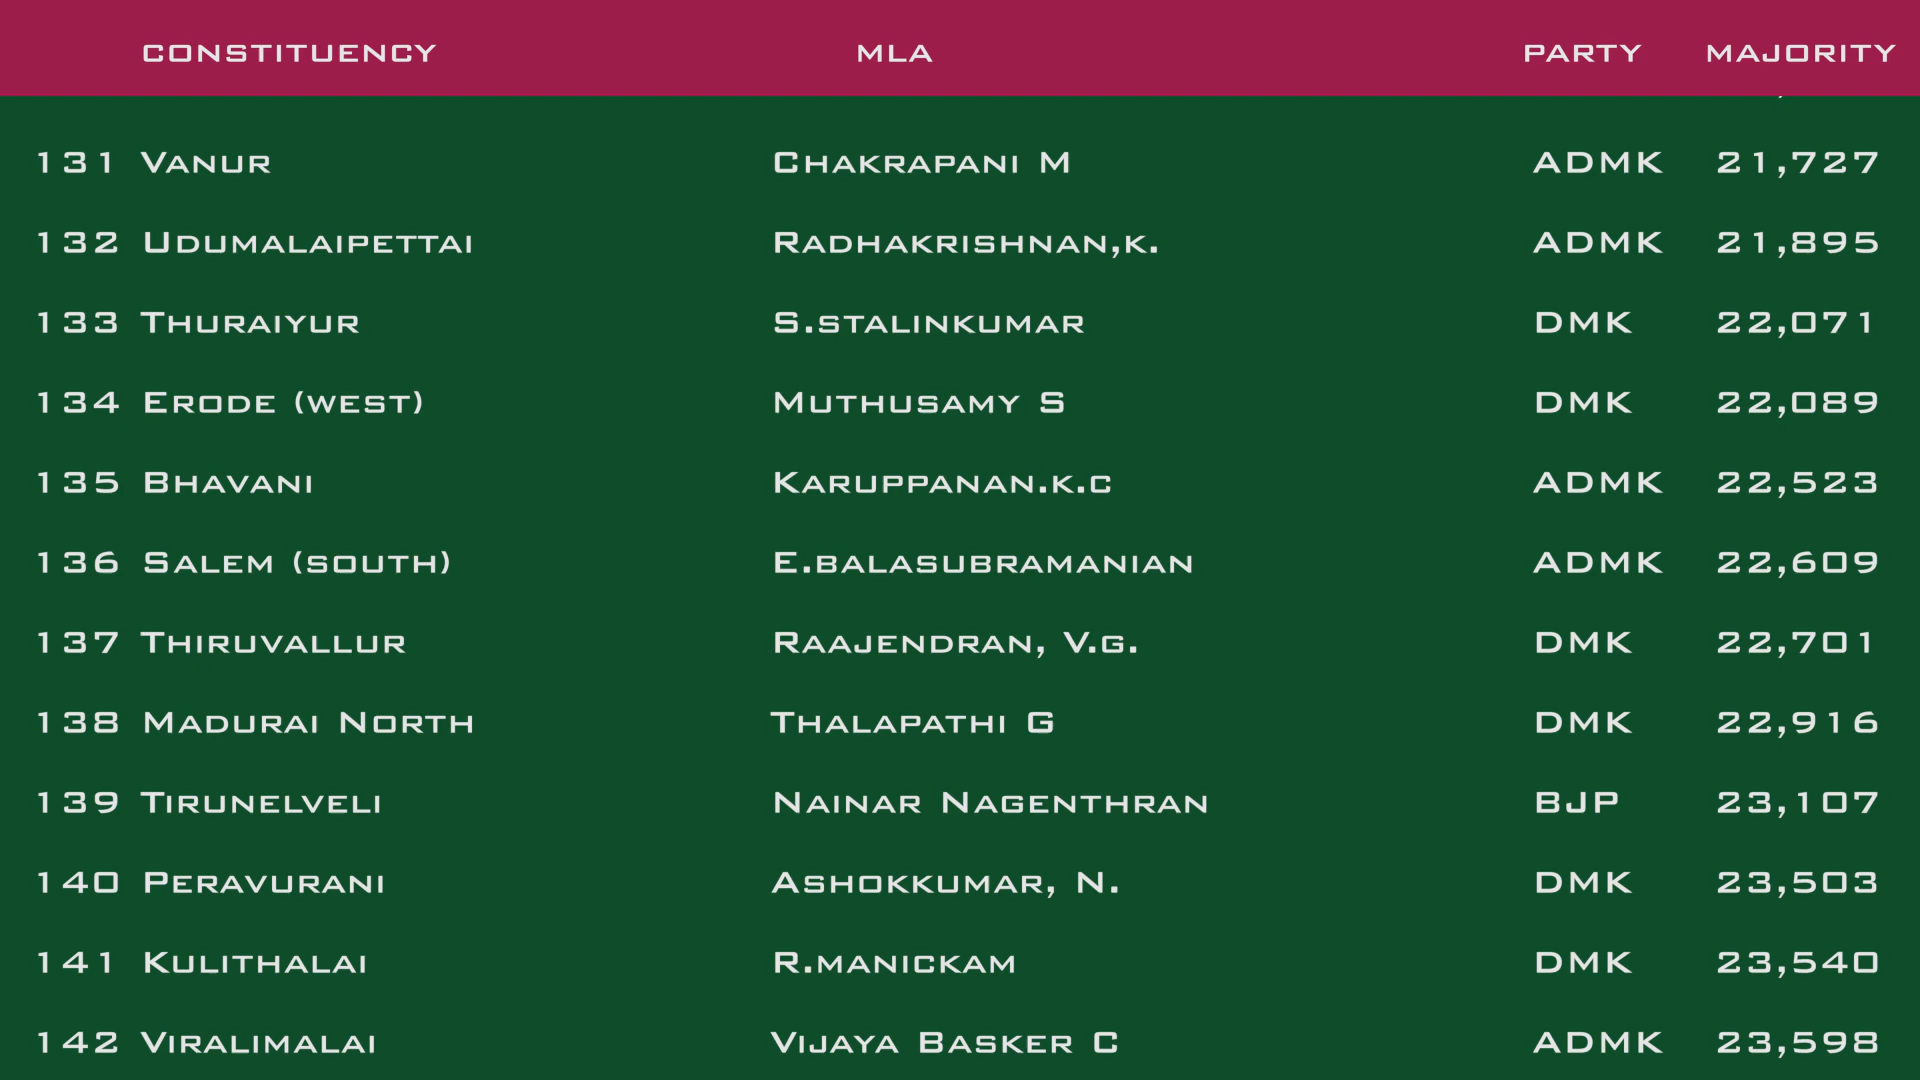 CONSTITUENCY MLA PARTY MAJORITY
131 Vanur Chakrapani M ADMK 21,727
132 Udumalaipettai Radhakrishnan,k. ADMK 21,895
133 Thuraiyur S.stalinkumar DMK 22,071
134 Erode (west) Muthusamy S DMK 22,089
135 Bhavani Karuppanan.k.c ADMK 22,523
136 Salem (south) E.balasubramanian ADMK 22,609
137 Thiruvallur Raajendran, V.g. DMK 22,701
138 Madurai North Thalapathi G DMK 22,916
139 Tirunelveli Nainar Nagenthran BJP 23,107
140 Peravurani Ashokkumar, N. DMK 23,503
141 Kulithalai R.manickam DMK 23,540
142 Viralimalai Vijaya Basker C ADMK 23,598